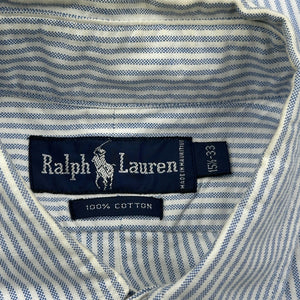 Ralph Lauren
MADE IN MAURITIUS
15½-33
100% COTTON